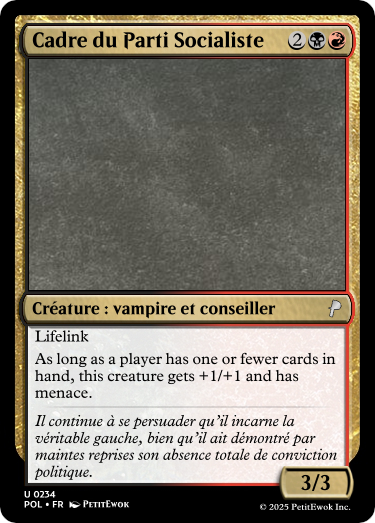 Cadre du Parti Socialiste 2
Créature : vampire et conseiller
Lifelink
As long as a player has one or fewer cards in
hand, this creature gets +1/+1 and has
menace.
Il continue à se persuader qu'il incarne la
véritable gauche, bien qu'il ait démontré par
maintes reprises son absence totale de conviction
politique.
3/3
U 0234
POL • FR PetitEwok
© 2025 PetitEwok Inc.